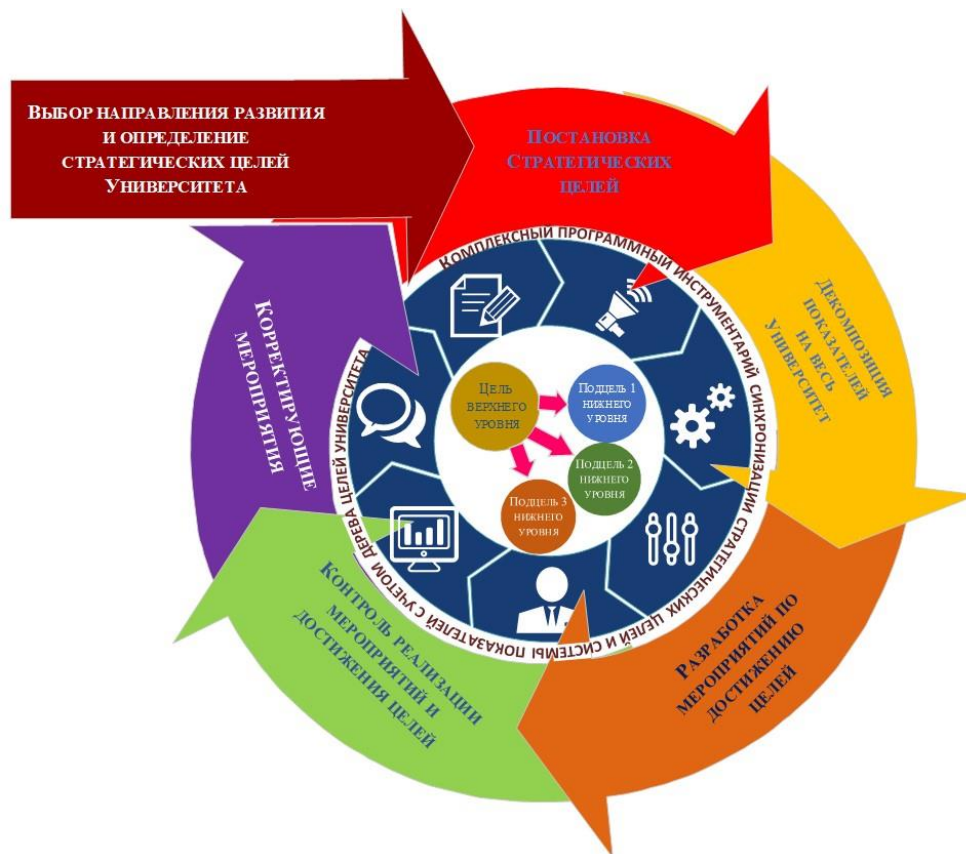 Выбор направления развития
и определение
стратегических целей
Университета
Постановка
Стратегических
целей
Декомпозиция
показателей
на весь
Университет
Разработка
мероприятий по
достижению
целей
Контроль реализации
мероприятий и
достижения целей
Корректирующие
мероприятия
Комплексный программный инструментарий синхронизации стратегических целей и системы показателей с учетом дерева целей университета
Цель
верхнего
уровня
Подцель 1
нижнего
уровня
Подцель 2
нижнего
уровня
Подцель 3
нижнего
уровня